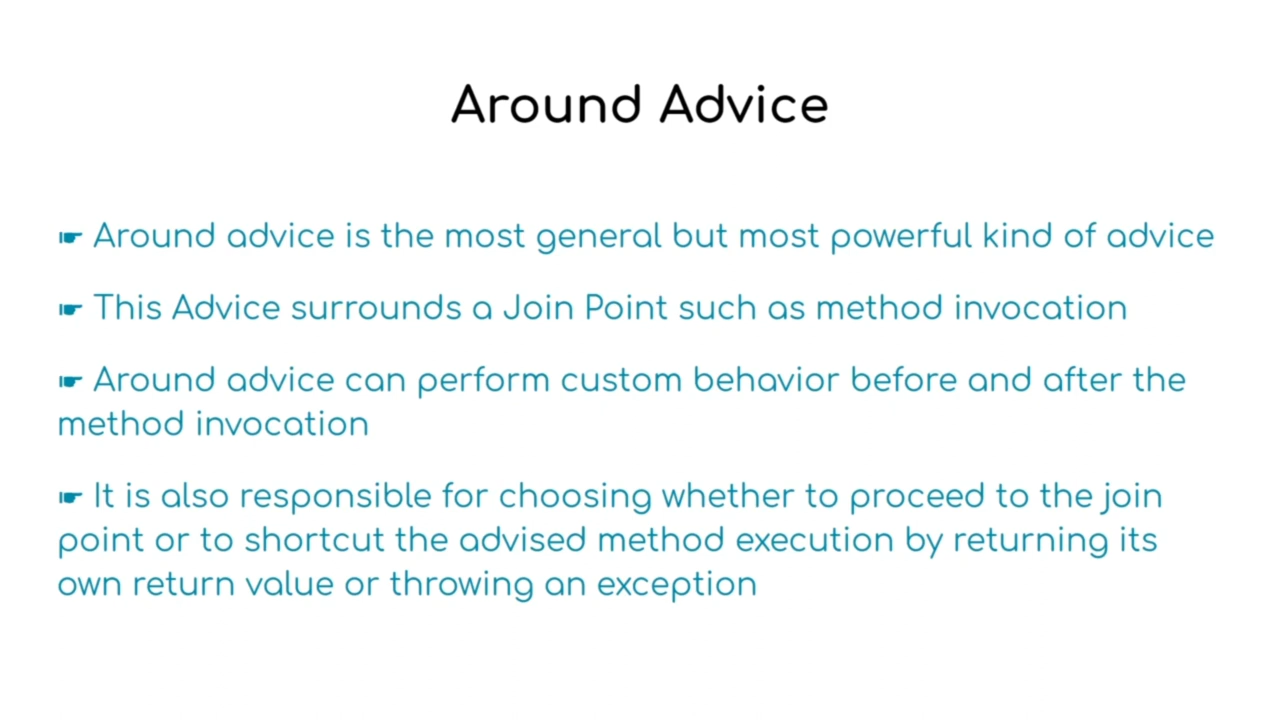 Around Advice
☛ Around advice is the most general but most powerful kind of advice
☛ This Advice surrounds a Join Point such as method invocation
☛ Around advice can perform custom behavior before and after the
method invocation
☛ It is also responsible for choosing whether to proceed to the join
point or to shortcut the advised method execution by returning its
own return value or throwing an exception